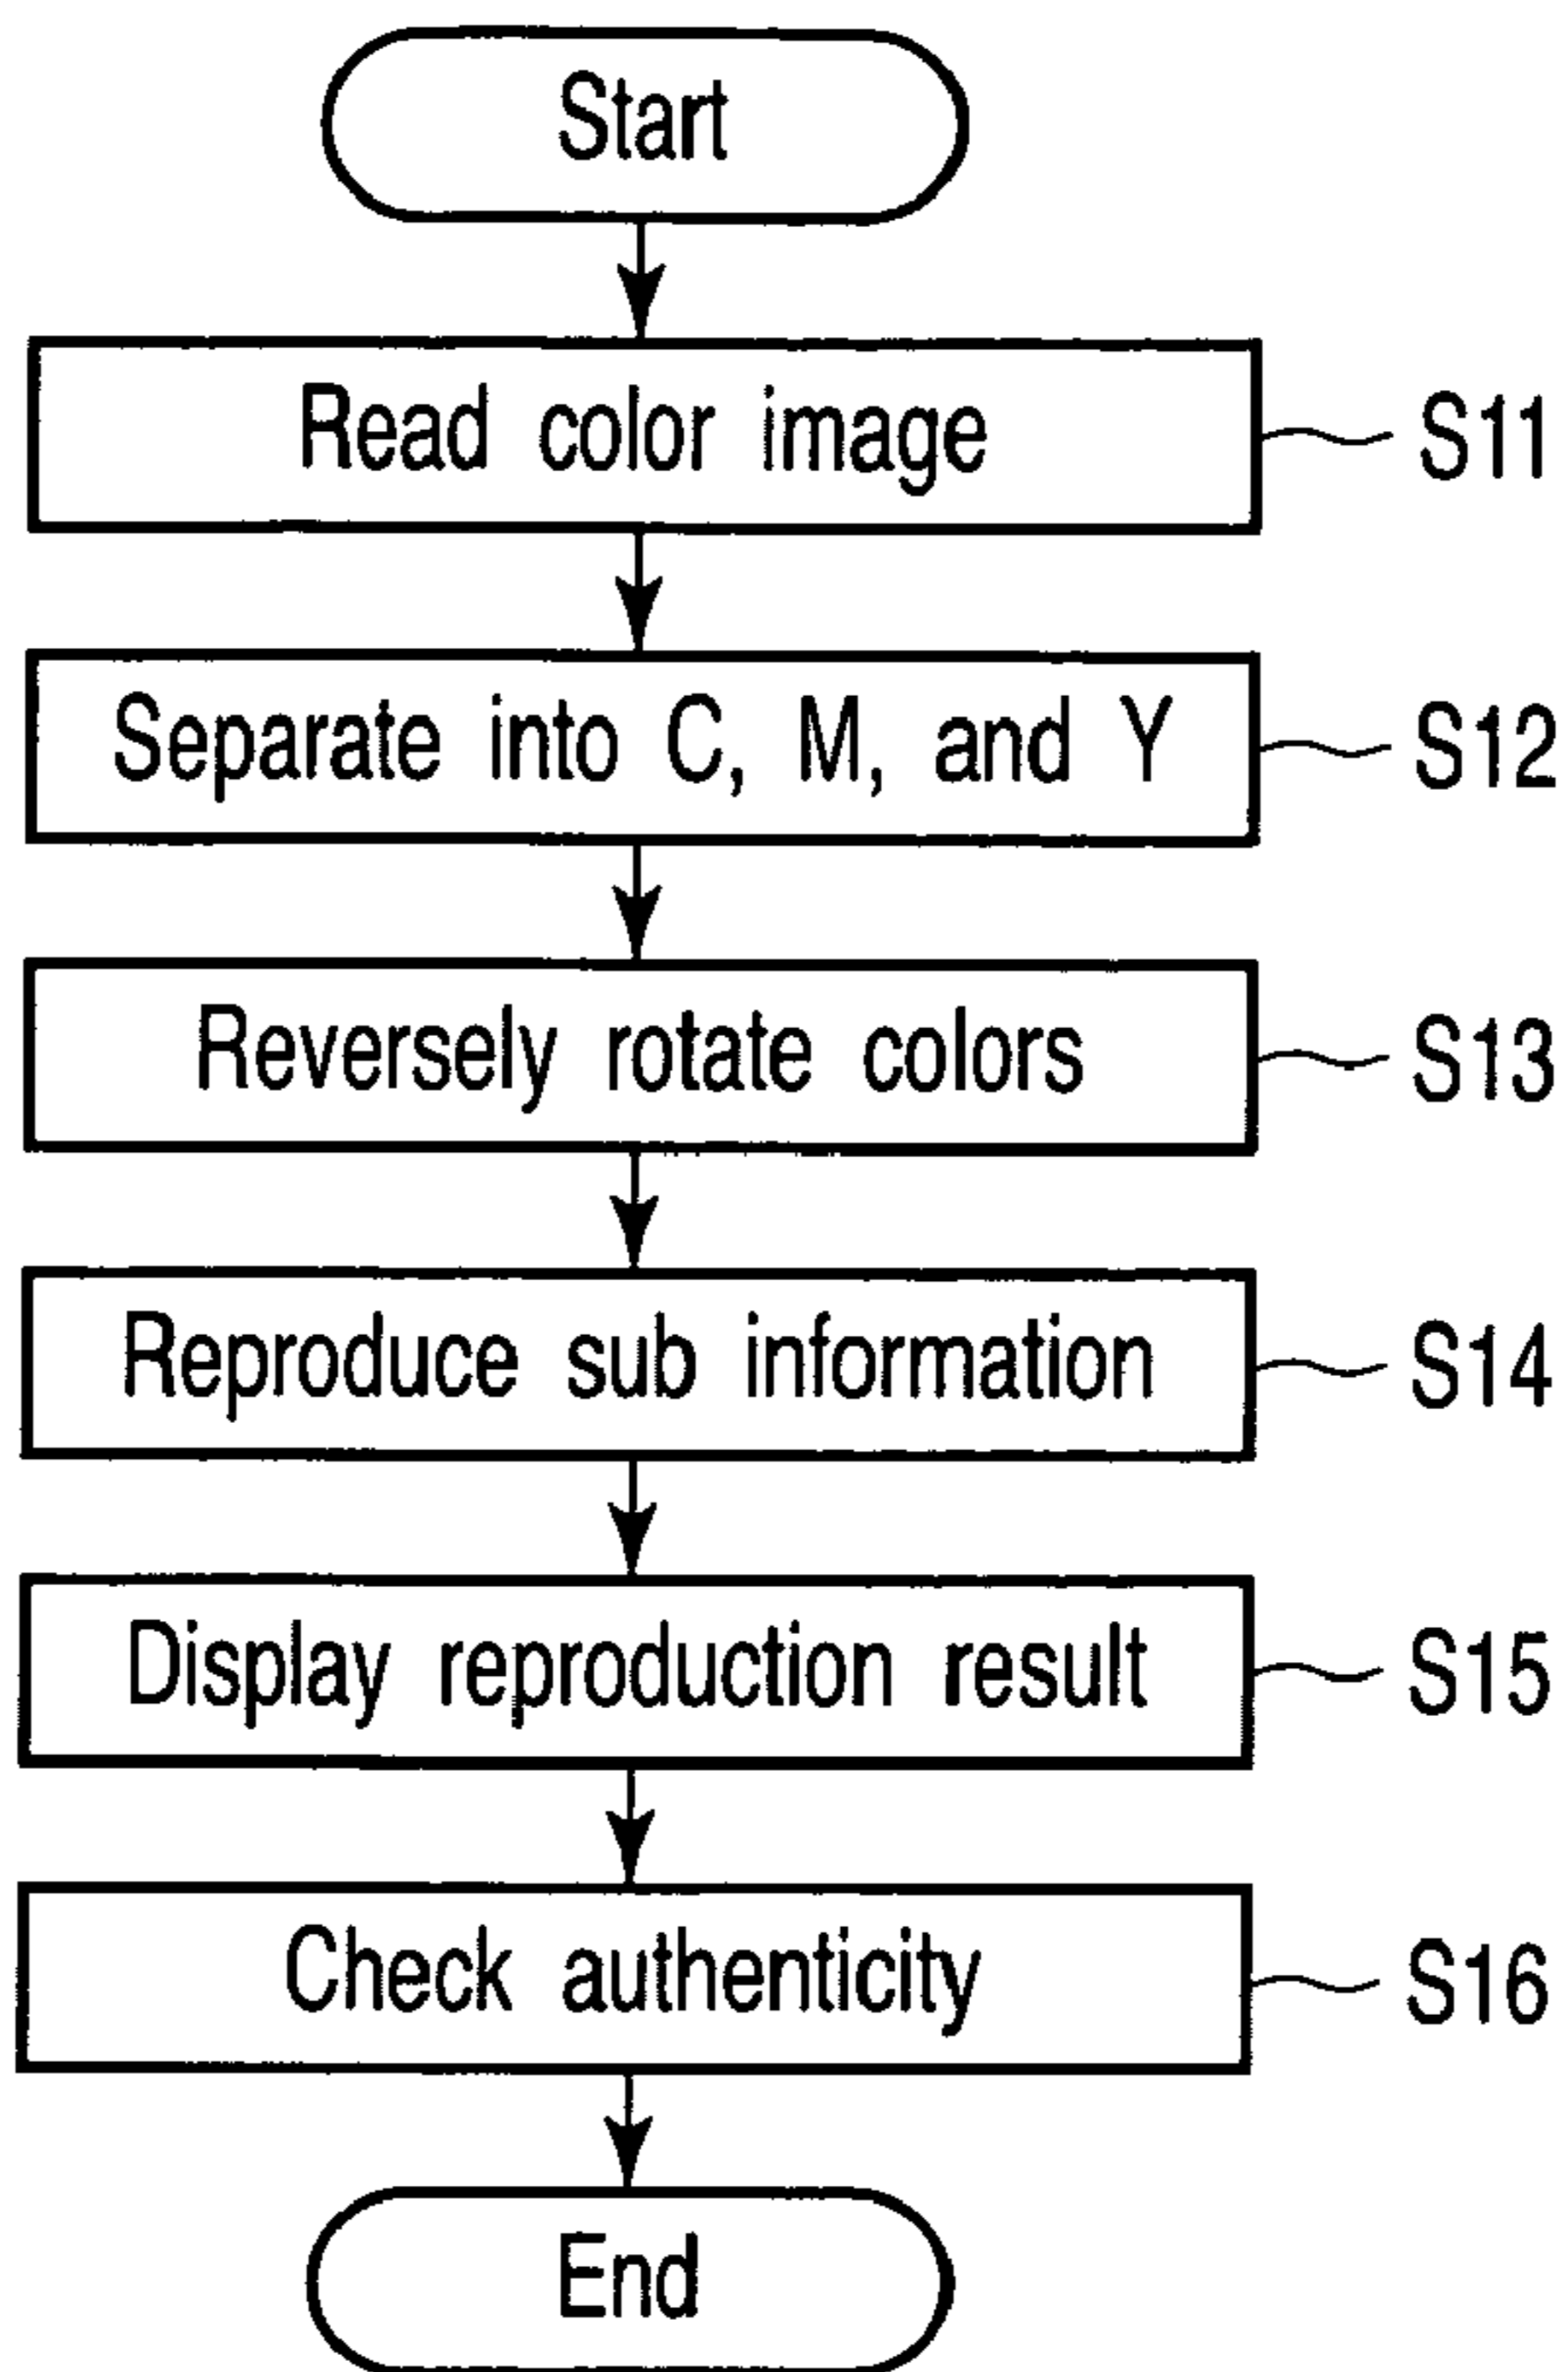 Start
Read color image
S11
Separate into C, M, and Y
S12
Reversely rotate colors
S13
Reproduce sub information
S14
Display reproduction result
S15
Check authenticity
S16
End